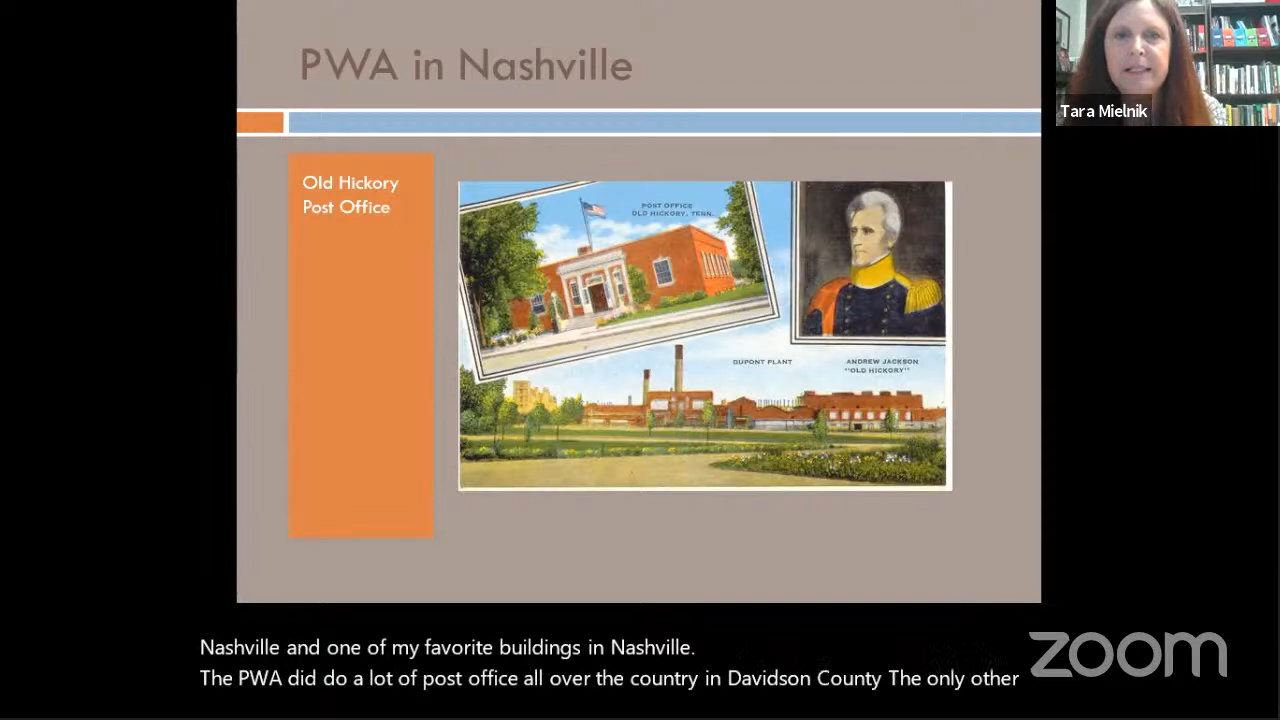 PWA in Nashville
Tara Mielnik
Old Hickory
Post Office
POST OFFICE
OLD HICKORY, TENN.
DUPONT PLANT
ANDREW JACKSON
"OLD HICKORY"
Nashville and one of my favorite buildings in Nashville.
The PWA did do a lot of post office all over the country in Davidson County The only other
zoom